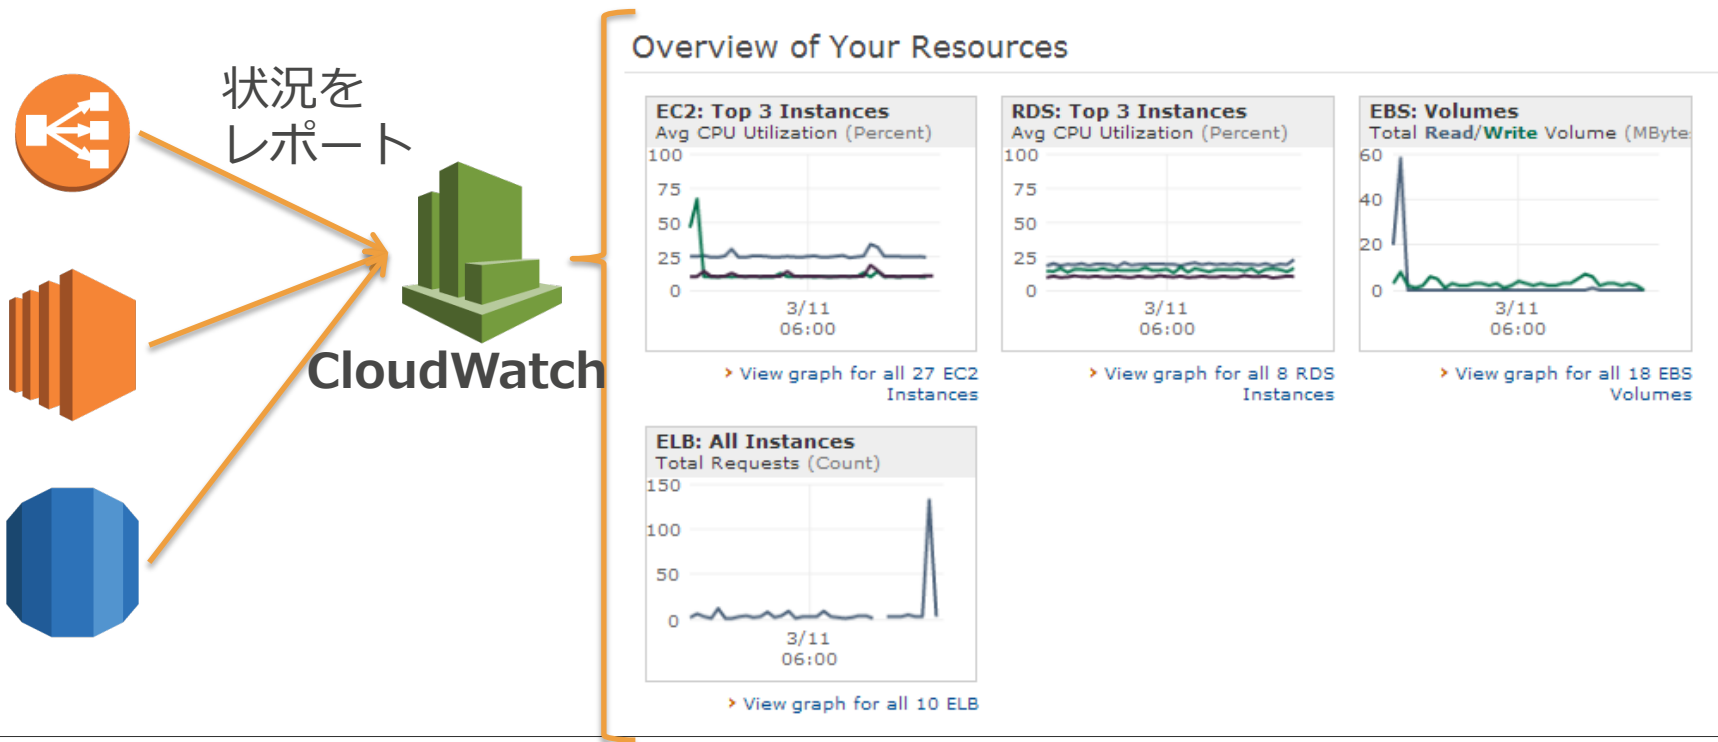 状況を
レポート
CloudWatch
Overview of Your Resources
EC2: Top 3 Instances
Avg CPU Utilization (Percent)
100
75
50
25
0
3/11
06:00
View graph for all 27 EC2
Instances
RDS: Top 3 Instances
Avg CPU Utilization (Percent)
100
75
50
25
0
3/11
06:00
View graph for all 8 RDS
Instances
EBS: Volumes
Total Read/Write Volume (MByte
60
40
20
0
3/11
06:00
View graph for all 18 EBS
Volumes
ELB: All Instances
Total Requests (Count)
150
100
50
0
3/11
06:00
View graph for all 10 ELB